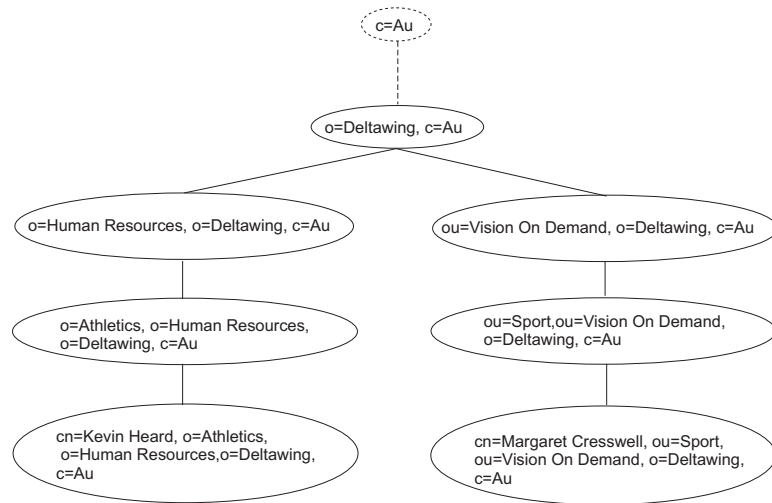 c=Au
o=Deltawing, c=Au
o=Human Resources, o=Deltawing, c=Au
ou=Vision On Demand, o=Deltawing, c=Au
o=Athletics, o=Human Resources,
o=Deltawing, c=Au
ou=Sport,ou=Vision On Demand,
o=Deltawing, c=Au
cn=Kevin Heard, o=Athletics,
o=Human Resources,o=Deltawing,
c=Au
cn=Margaret Cresswell, ou=Sport,
ou=Vision On Demand, o=Deltawing,
c=Au